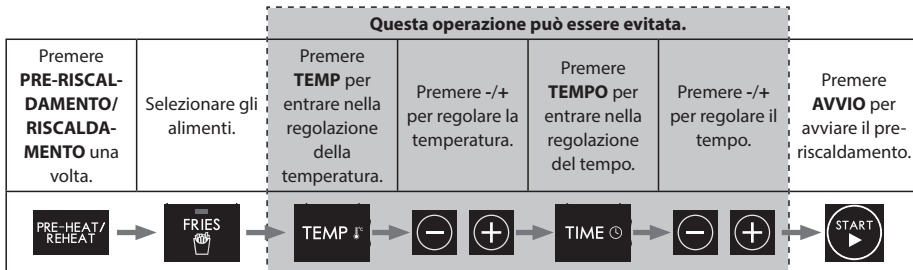 Questa operazione può essere evitata.
Premere
PRE-RISCAL-
DAMENTO/
RISCALDA-
MENTO una
volta.
Selezionare gli
alimenti.
Premere
TEMP per
entrare nella
regolazione
della
temperatura.
Premere -/+
per regolare la
temperatura.
Premere
TEMPO per
entrare nella
regolazione
del tempo.
Premere -/+
per regolare il
tempo.
Premere
AVVIO per
avviare il pre-
riscaldamento.
PRE-HEAT/
REHEAT
FRIES
TEMP °C
− +
TIME
− +
START